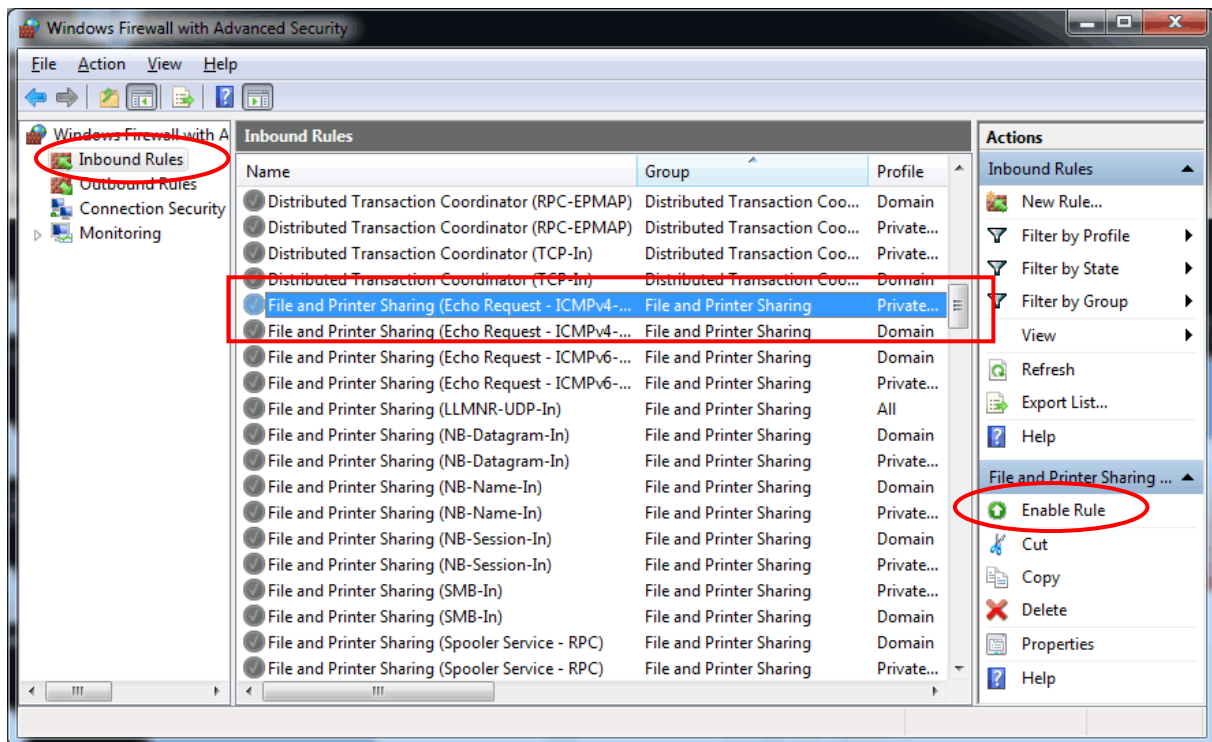 Windows Firewall with Advanced Security
File Action View Help
Windows Firewall with A
Inbound Rules
Outbound Rules
Connection Security
Monitoring
Inbound Rules
Name Group Profile
Distributed Transaction Coordinator (RPC-EPMAP) Distributed Transaction Coo... Domain
Distributed Transaction Coordinator (RPC-EPMAP) Distributed Transaction Coo... Private...
Distributed Transaction Coordinator (TCP-In) Distributed Transaction Coo... Private...
Distributed Transaction Coordinator (TCP-In) Distributed Transaction Coo... Domain
File and Printer Sharing (Echo Request - ICMPv4-... File and Printer Sharing Private...
File and Printer Sharing (Echo Request - ICMPv4-... File and Printer Sharing Domain
File and Printer Sharing (Echo Request - ICMPv6-... File and Printer Sharing Domain
File and Printer Sharing (Echo Request - ICMPv6-... File and Printer Sharing Private...
File and Printer Sharing (LLMNR-UDP-In) File and Printer Sharing All
File and Printer Sharing (NB-Datagram-In) File and Printer Sharing Domain
File and Printer Sharing (NB-Datagram-In) File and Printer Sharing Private...
File and Printer Sharing (NB-Name-In) File and Printer Sharing Domain
File and Printer Sharing (NB-Name-In) File and Printer Sharing Private...
File and Printer Sharing (NB-Session-In) File and Printer Sharing Domain
File and Printer Sharing (NB-Session-In) File and Printer Sharing Private...
File and Printer Sharing (SMB-In) File and Printer Sharing Private...
File and Printer Sharing (SMB-In) File and Printer Sharing Domain
File and Printer Sharing (Spooler Service - RPC) File and Printer Sharing Domain
File and Printer Sharing (Spooler Service - RPC) File and Printer Sharing Private...
Actions
Inbound Rules
New Rule...
Filter by Profile
Filter by State
Filter by Group
View
Refresh
Export List...
Help
File and Printer Sharing ...
Enable Rule
Cut
Copy
Delete
Properties
Help